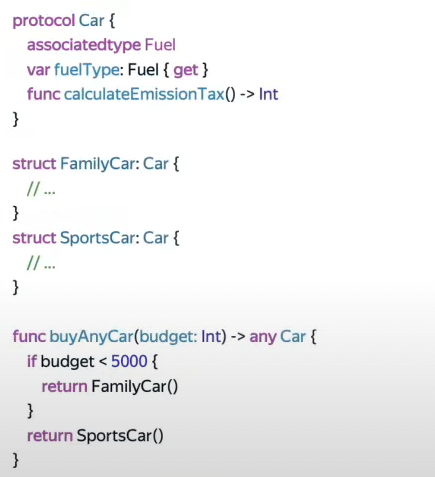 protocol Car {
associatedtype Fuel
var fuelType: Fuel { get }
func calculateEmissionTax() -> Int
}
struct FamilyCar: Car {
// ...
}
struct SportsCar: Car {
// ...
}
func buyAnyCar(budget: Int) -> any Car {
if budget < 5000 {
return FamilyCar()
}
return SportsCar()
}